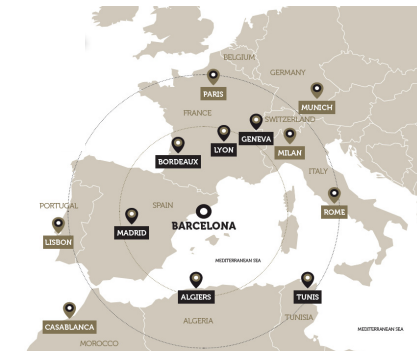 BELGIUM
GERMANY
PARIS
MUNICH
FRANCE
SWITZERLAND
LYON
GENEVA
MILAN
BORDEAUX
ITALY
PORTUGAL
SPAIN
ROME
MADRID
BARCELONA
LISBON
MEDITERRANEAN SEA
ALGIERS
TUNIS
ALGERIA
TUNISIA
CASABLANCA
MEDITERRANEAN SEA
MOROCCO